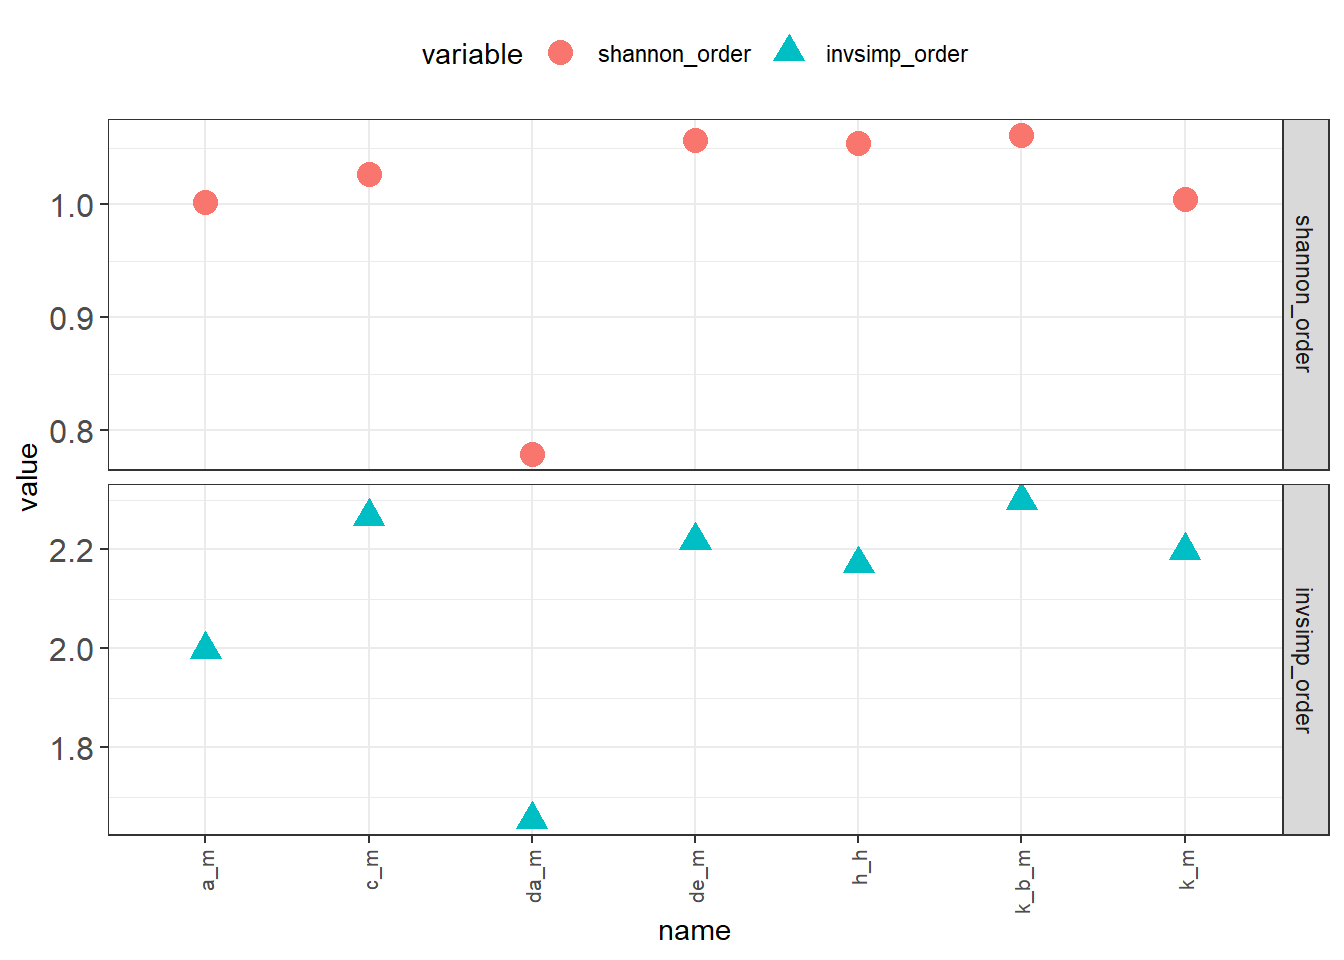 variable shannon_order invsimp_order
1.0
0.9
0.8
shannon_order
value
2.2
2.0
1.8
invsimp_order
a_m c_m da_m de_m h_h k_b_m k_m
name